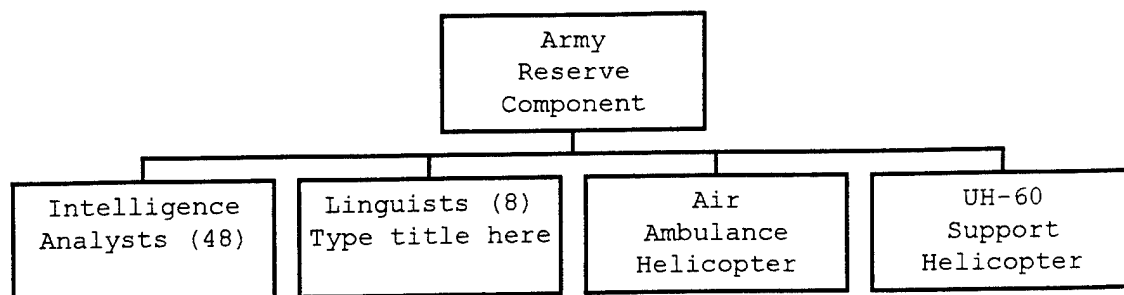 Army
Reserve
Component
Intelligence
Analysts (48)
Linguists (8)
Type title here
Air
Ambulance
Helicopter
UH-60
Support
Helicopter